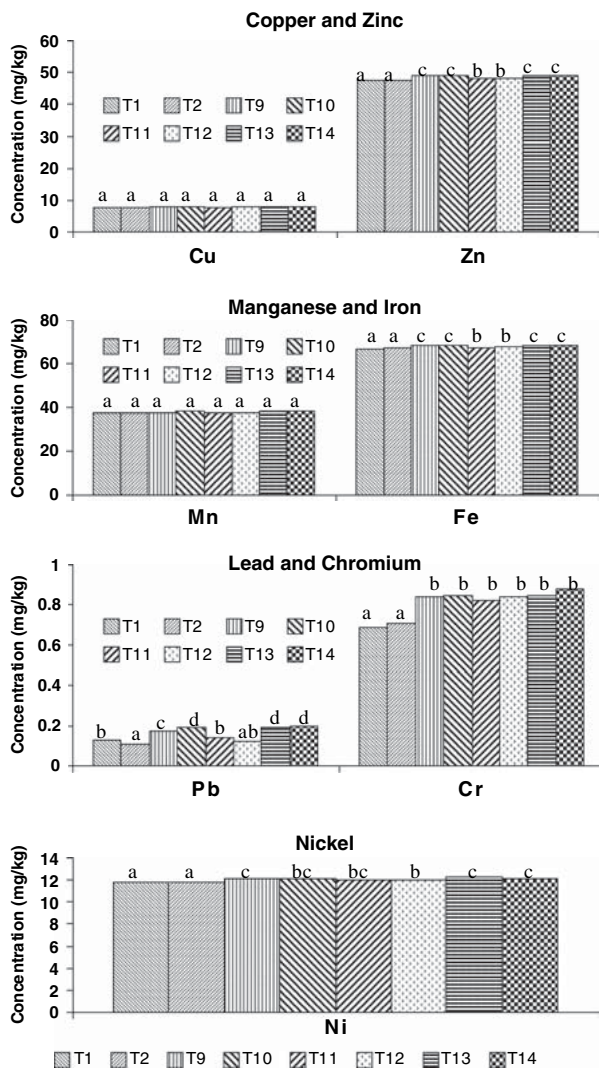 Copper and Zinc
Concentration (mg/kg)
60
50
40
30
20
10
0
T1 T2 T9 T10
T11 T12 T13 T14
a a a a a a a a
a a c c b b c c
Cu Zn
Manganese and Iron
Concentration (mg/kg)
80
60
40
20
0
T1 T2 T9 T10
T11 T12 T13 T14
a a a a a a a a
a a c c b b c c
Mn Fe
Lead and Chromium
Concentration (mg/kg)
1
0.8
0.6
0.4
0.2
0
T1 T2 T9 T10
T11 T12 T13 T14
b a c d b ab d d
a a b b b b b b
Pb Cr
Nickel
Concentration (mg/kg)
14
12
10
8
6
4
2
0
a a c bc bc b c c
Ni
T1 T2 T9 T10 T11 T12 T13 T14